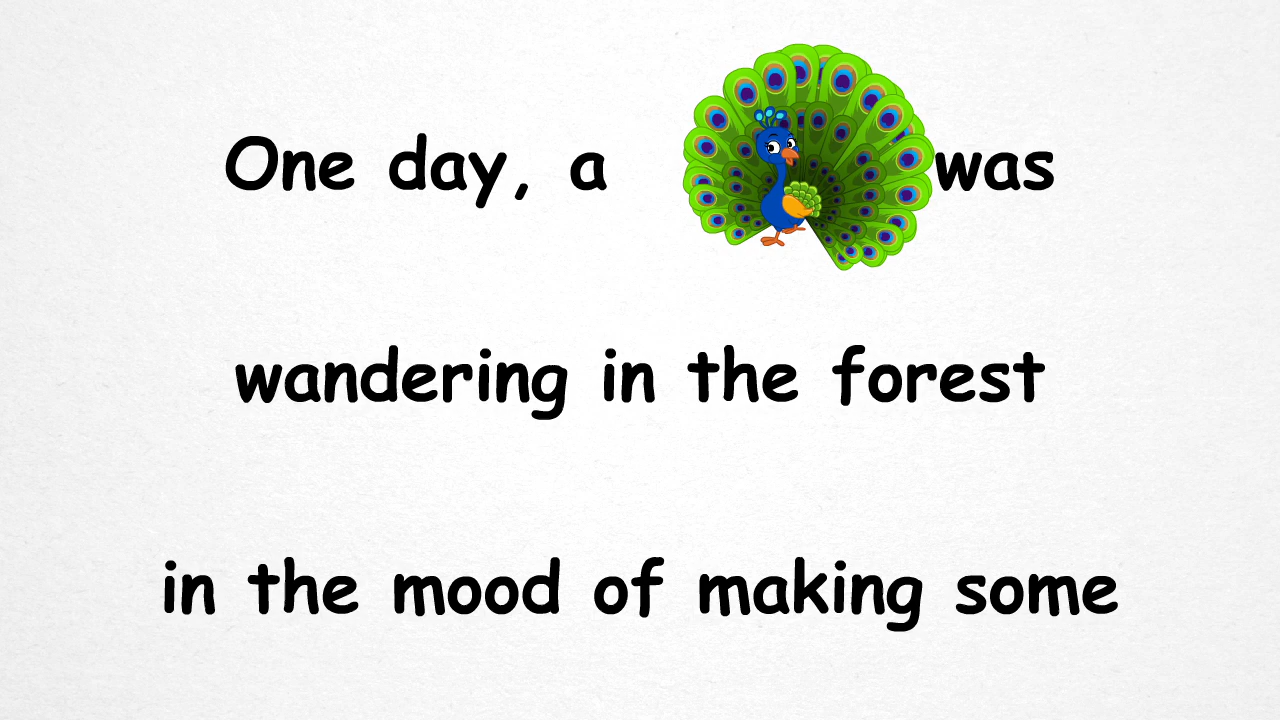 One day, a was
wandering in the forest
in the mood of making some